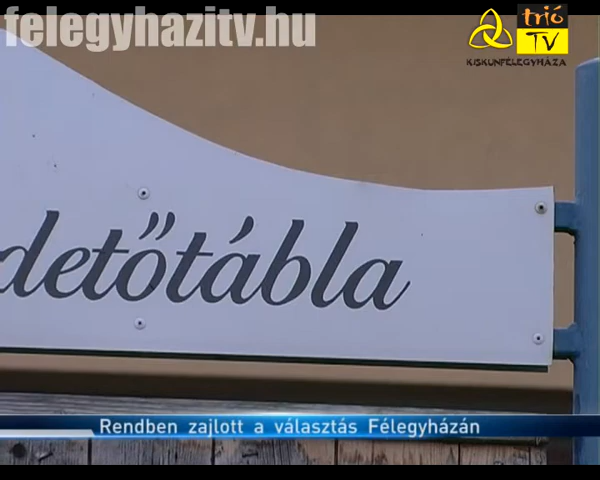 felegyhazitv.hu
trió
TV
KISKUNFÉLEGYHÁZA
detőtábla
Rendben zajlott a választás Félegyházán